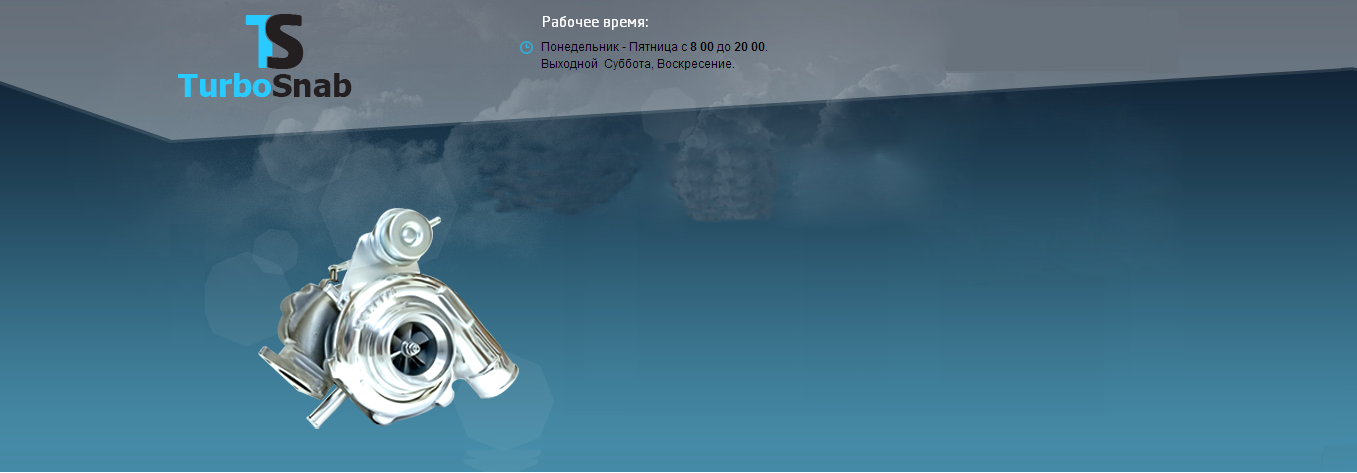 TS
TurboSnab
Рабочее время:
Понедельник - Пятница с 8 00 до 20 00.
Выходной Суббота, Воскресение.